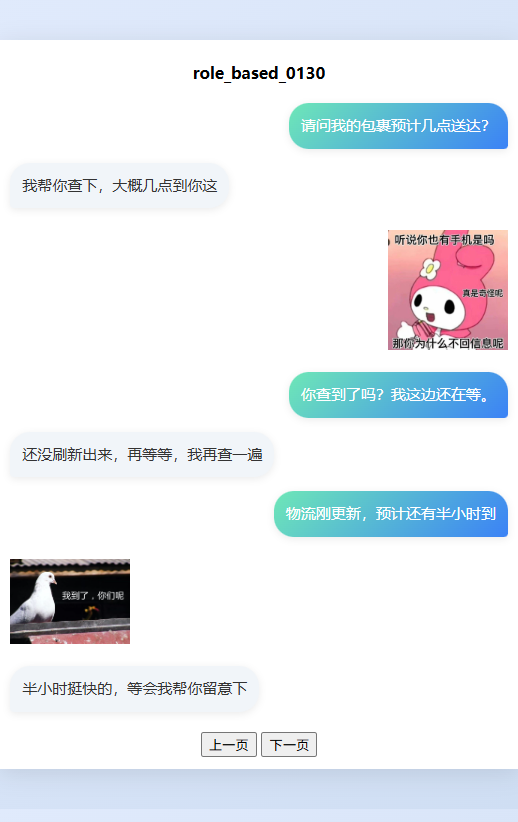 role_based_0130
请问我的包裹预计几点送达？
我帮你查下，大概几点到你这
听说你也有手机是吗
真是奇怪呢
那你为什么不回信息呢
你查到了吗？我这边还在等。
还没刷新出来，再等等，我再查一遍
物流刚更新，预计还有半小时到
我到了，你们呢
半小时挺快的，等会我帮你留意下
上一页 下一页